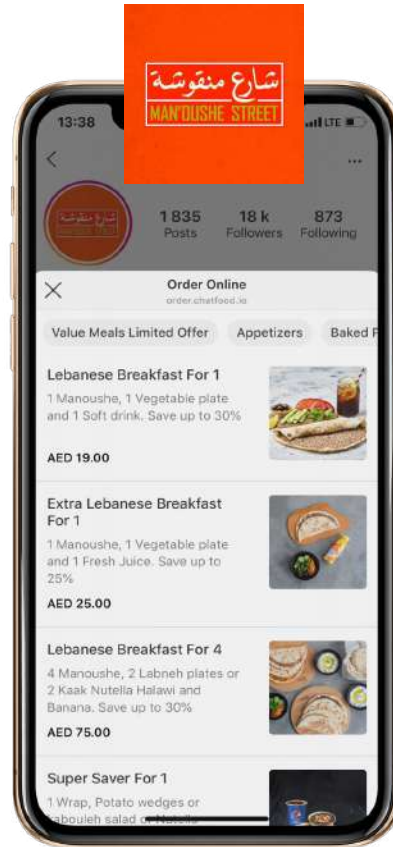 شارع منقوشة
MAN'OUSHE STREET
13:38
LTE
1 835
18 k
873
Posts
Followers
Following
Order Online
order.chatfood.io
Value Meals Limited Offer
Appetizers
Baked
Lebanese Breakfast For 1
1 Manoushe, 1 Vegetable plate
and 1 Soft drink. Save up to 30%
AED 19.00
Extra Lebanese Breakfast
For 1
1 Manoushe, 1 Vegetable plate
and 1 Fresh Juice. Save up to
25%
AED 25.00
Lebanese Breakfast For 4
4 Manoushe, 2 Labneh plates or
2 Kaak Nutella Halawi and
Banana. Save up to 30%
AED 75.00
Super Saver For 1
1 Wrap, Potato wedges or
salad